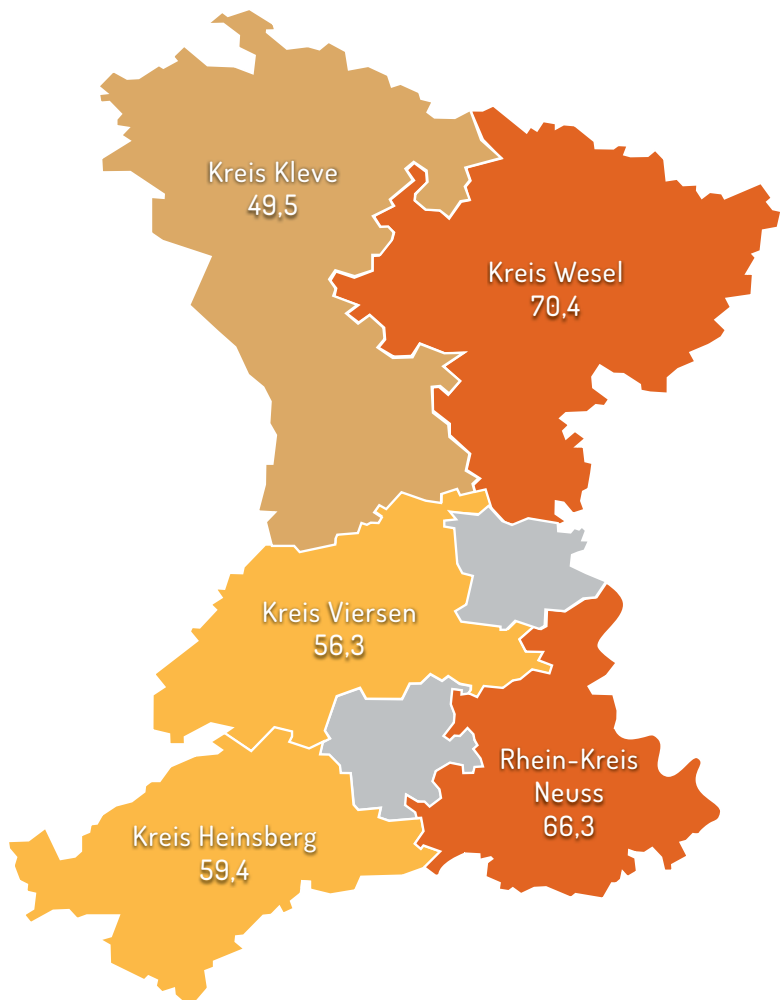 Kreis Kleve
49,5
Kreis Wesel
70,4
Kreis Viersen
56,3
Rhein-Kreis
Neuss
66,3
Kreis Heinsberg
59,4